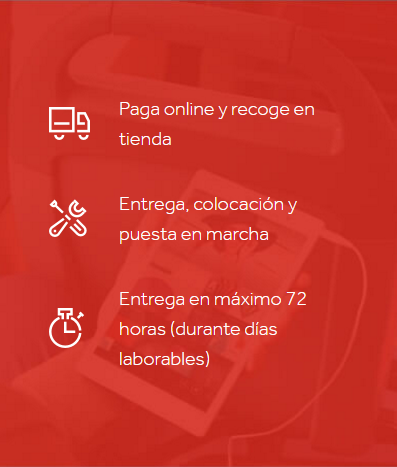 Paga online y recoge en
tienda
Entrega, colocación y
puesta en marcha
Entrega en máximo 72
horas (durante días
laborables)